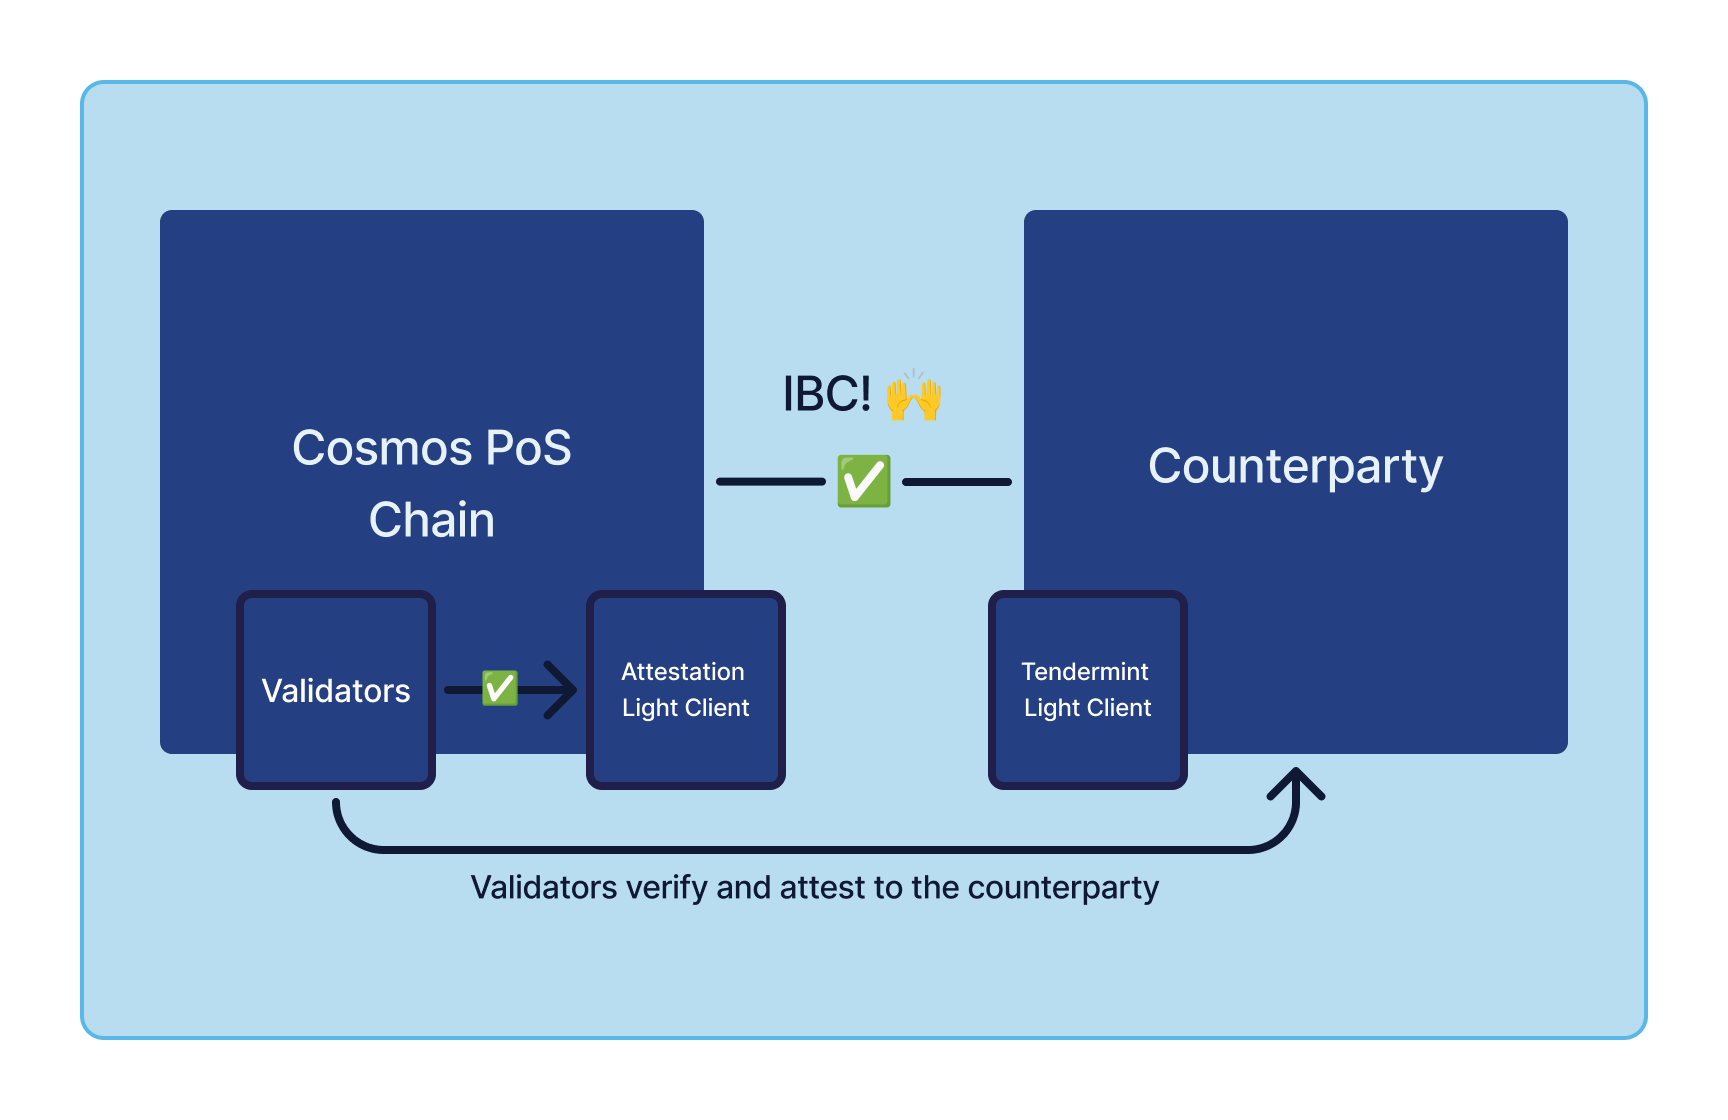 IBC! 🙌
✅
Cosmos PoS
Chain
Counterparty
Validators
✅
Attestation
Light Client
Tendermint
Light Client
Validators verify and attest to the counterparty